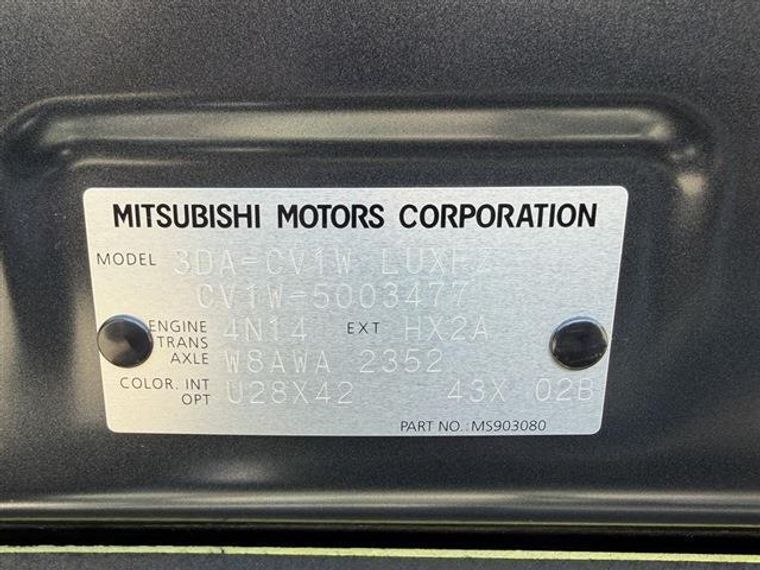 MITSUBISHI MOTORS CORPORATION
MODEL 3DA-CV1W LUXFZ
CV1W-5003477
ENGINE 4N14 EXT HX2A
TRANS
AXLE W8AWA 2352
COLOR. INT U28X42 43X 02B
OPT
PART NO.:MS903080